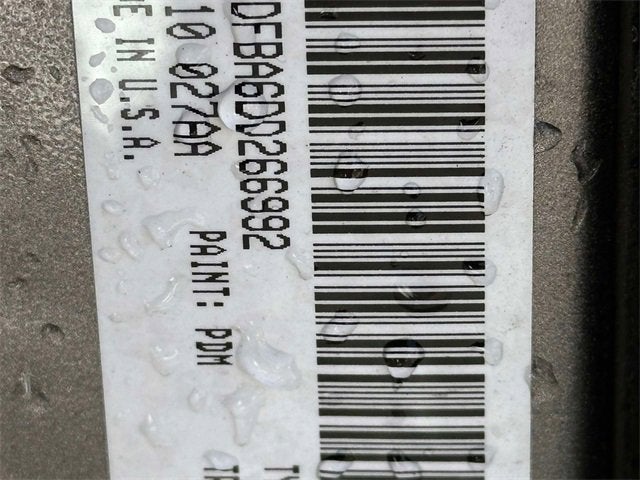 DFBA6DD266992
10 027AA
PAINT: PDM
E IN U.S.A.